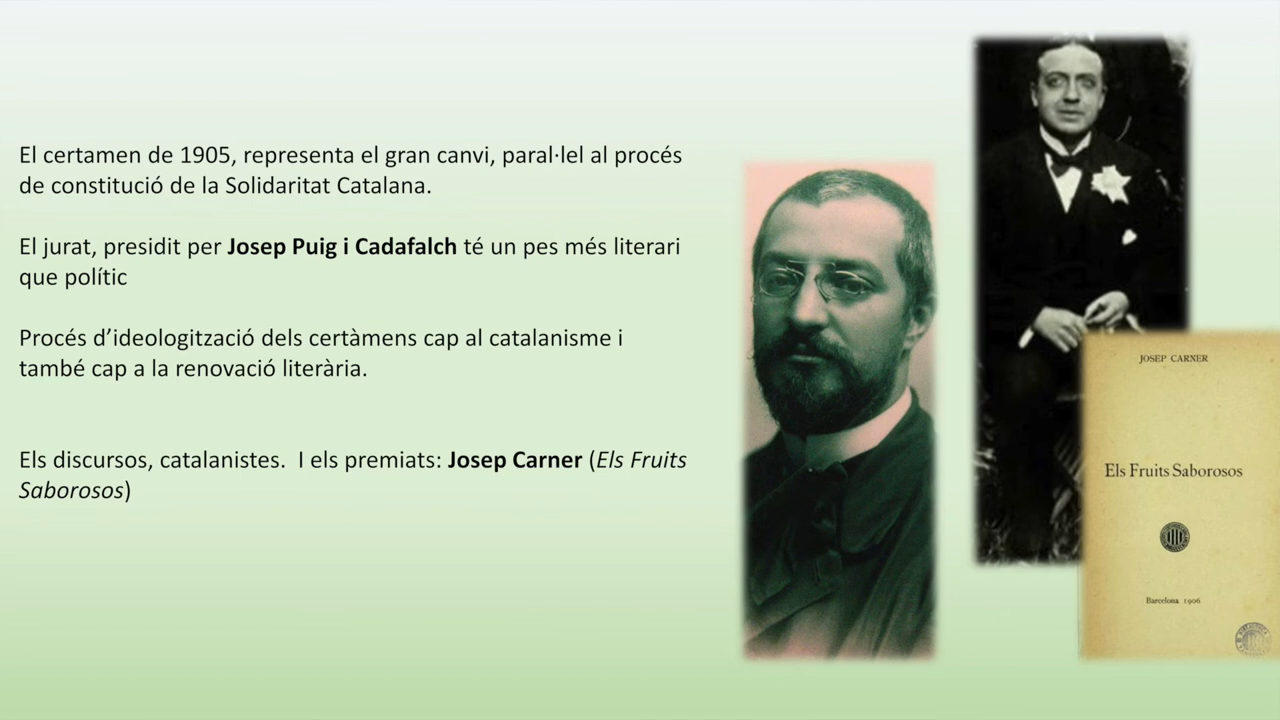 El certamen de 1905, representa el gran canvi, paral·lel al procés
de constitució de la Solidaritat Catalana.
El jurat, presidit per Josep Puig i Cadafalch té un pes més literari
que polític
Procés d’ideologització dels certàmens cap al catalanisme i
també cap a la renovació literària.
Els discursos, catalanistes.  I els premiats: Josep Carner (Els Fruits
Saborosos)
JOSEP CARNER
Els Fruits Saborosos
Barcelona 1906